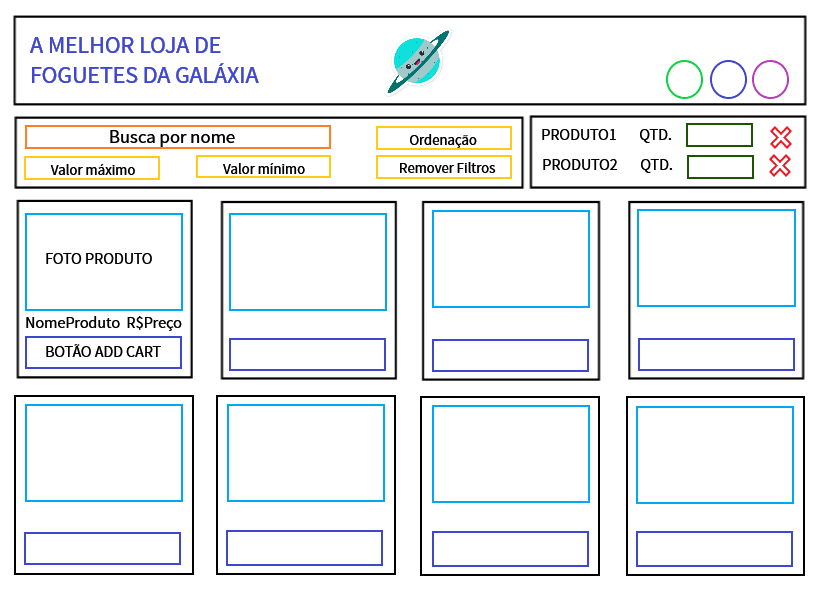 A MELHOR LOJA DE
FOGUETES DA GALÁXIA
Busca por nome
Ordenação
Valor máximo
Valor mínimo
Remover Filtros
PRODUTO1 QTD.
PRODUTO2 QTD.
FOTO PRODUTO
NomeProduto R$Preço
BOTÃO ADD CART